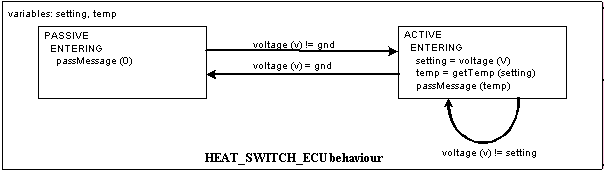 variables: setting, temp
PASSIVE
ENTERING
passMessage (0)
voltage (v) != gnd
voltage (v) = gnd
ACTIVE
ENTERING
setting = voltage (V)
temp = getTemp (setting)
passMessage (temp)
voltage (v) != setting
HEAT_SWITCH_ECU behaviour